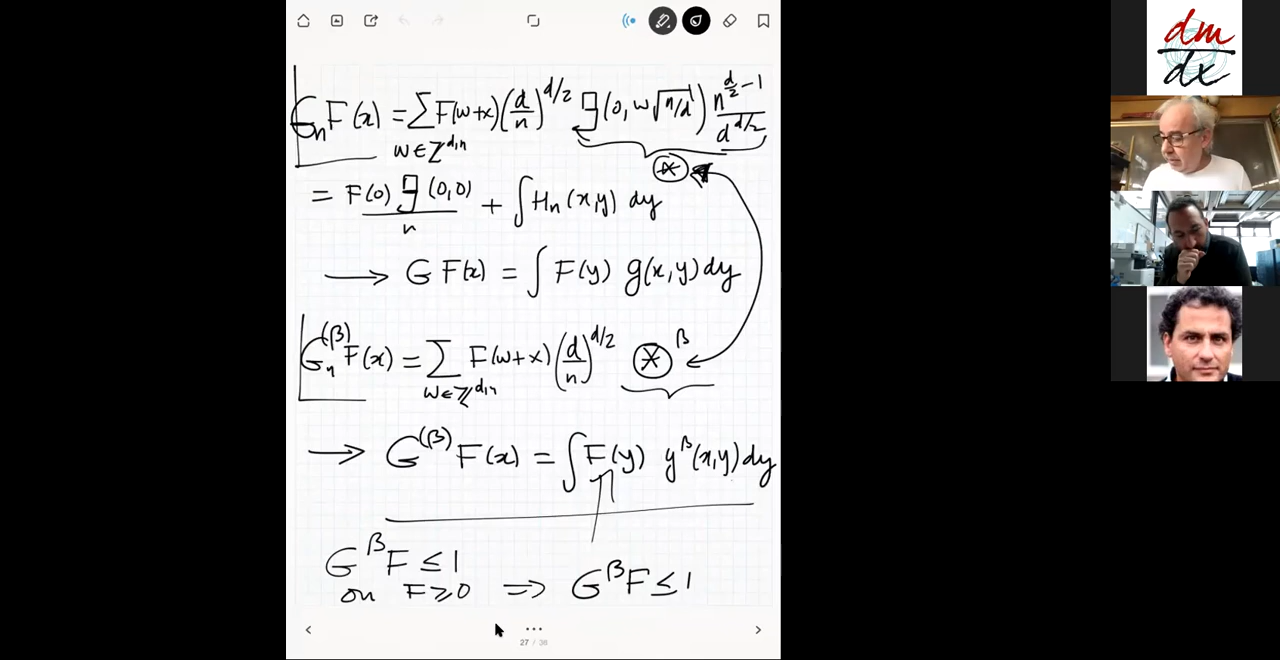 G_n F(x) = ∑_{w∈ℤ^{d,n}} F(w+x) (d/n)^{d/2} g(0, w√(n/d)) n^{d/2 - 1}/d^{d/2}
⊛
= F(0) g(0,0)/n + ∫ H_n(x,y) dy
⟶ G F(x) = ∫ F(y) g(x,y) dy
G_n^{(β)} F(x) = ∑_{w∈ℤ^{d,n}} F(w+x) (d/n)^{d/2} ⊛^β
⟶ G^{(β)} F(x) = ∫ F(y) y^β(x,y) dy
G^β F ≤ 1
on F ≥ 0 ⇒ G^β F ≤ 1
27 / 36
dm/dx